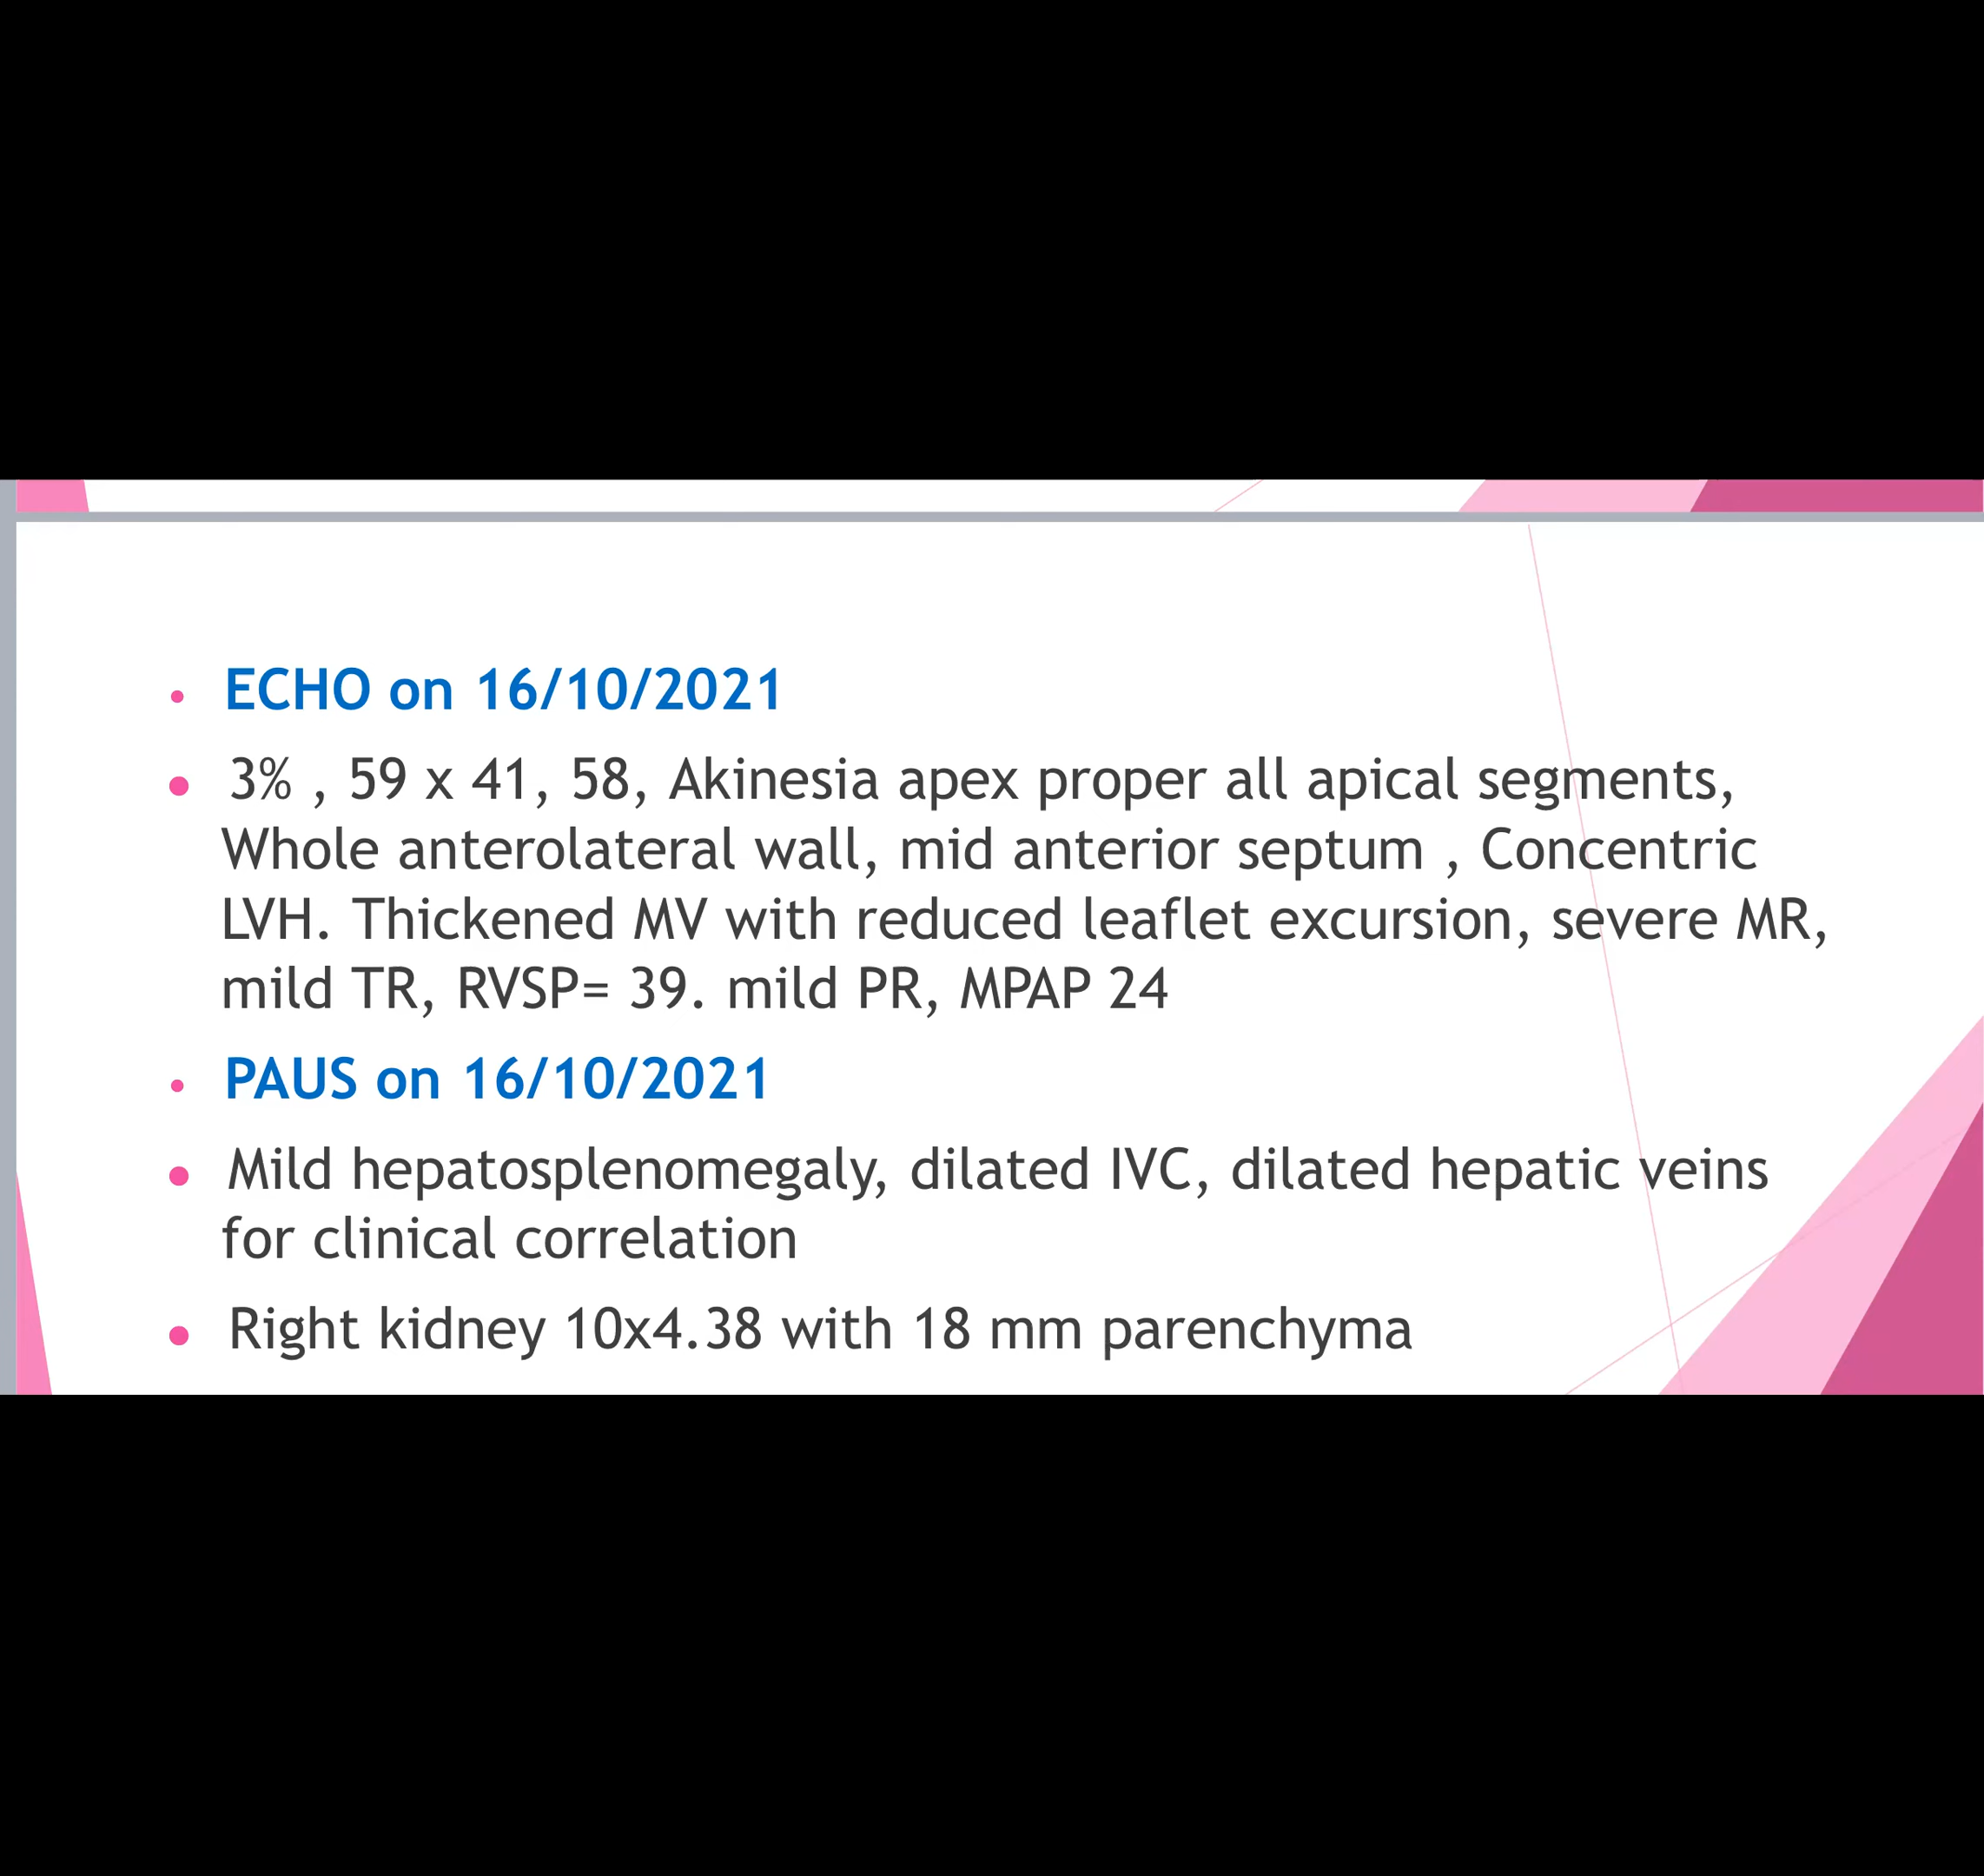 ECHO on 16/10/2021
3% , 59 x 41, 58, Akinesia apex proper all apical segments,
Whole anterolateral wall, mid anterior septum , Concentric
LVH. Thickened MV with reduced leaflet excursion, severe MR,
mild TR, RVSP= 39. mild PR, MPAP 24
PAUS on 16/10/2021
Mild hepatosplenomegaly, dilated IVC, dilated hepatic veins
for clinical correlation
Right kidney 10x4.38 with 18 mm parenchyma